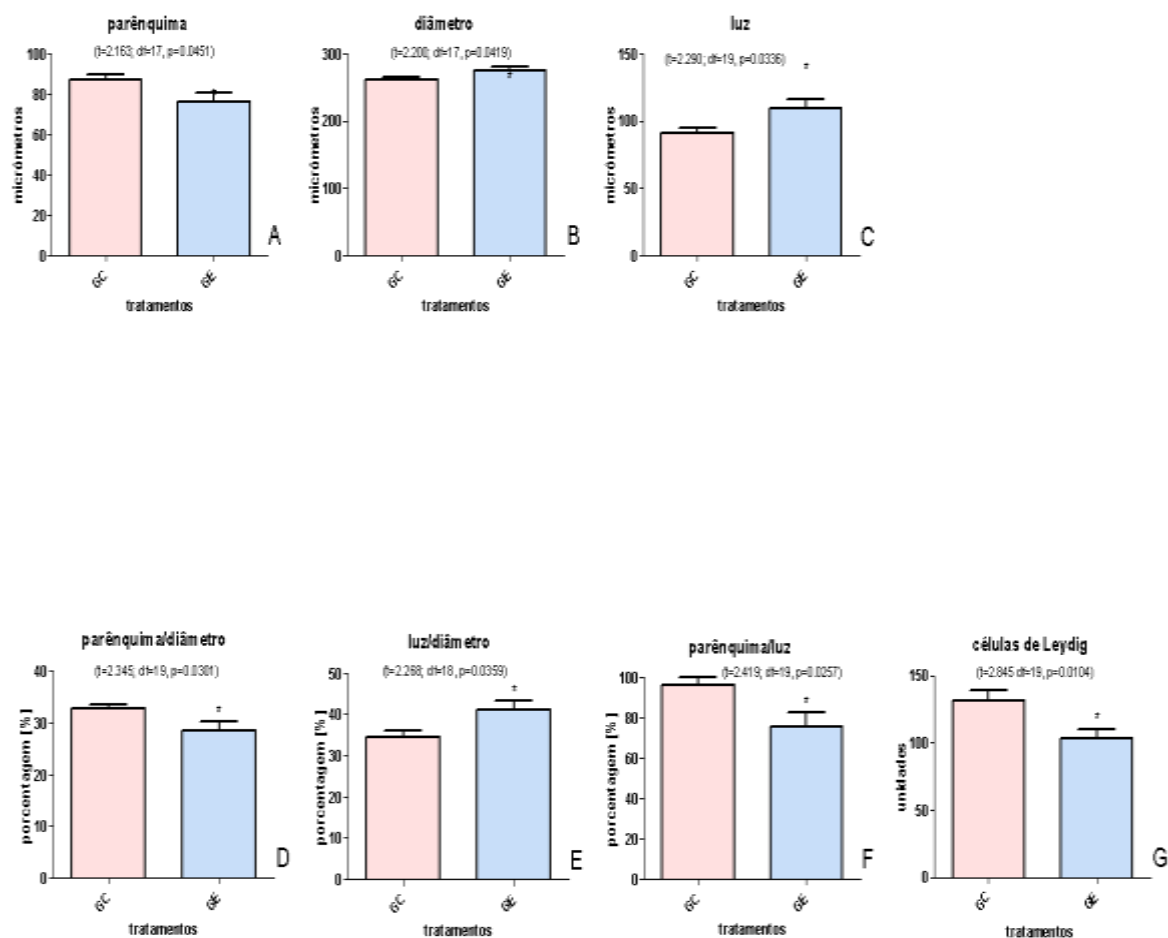 parênquima
(t=2.163; df=17, p=0.0451)
100
80
60
40
20
0
micrômetros
GC
GE
tratamentos
A
diâmetro
(t=2.200; df=17, p=0.0419)
300
200
100
0
micrômetros
*
GC
GE
tratamentos
B
luz
(t=2.290; df=19, p=0.0336)
*
150
100
50
0
micrômetros
GC
GE
tratamentos
C
parênquima/diâmetro
(t=2.345; df=19, p=0.0301)
40
30
20
10
0
porcentagem [%]
*
GC
GE
tratamentos
D
luz/diâmetro
(t=2.268; df=18, p=0.0359)
50
40
30
20
10
0
porcentagem [%]
*
GC
GE
tratamentos
E
parênquima/luz
(t=2.419; df=19, p=0.0257)
100
80
60
40
20
0
porcentagem [%]
*
GC
GE
tratamentos
F
células de Leydig
(t=2.845 df=19, p=0.0104)
150
100
50
0
unidades
*
GC
GE
tratamentos
G